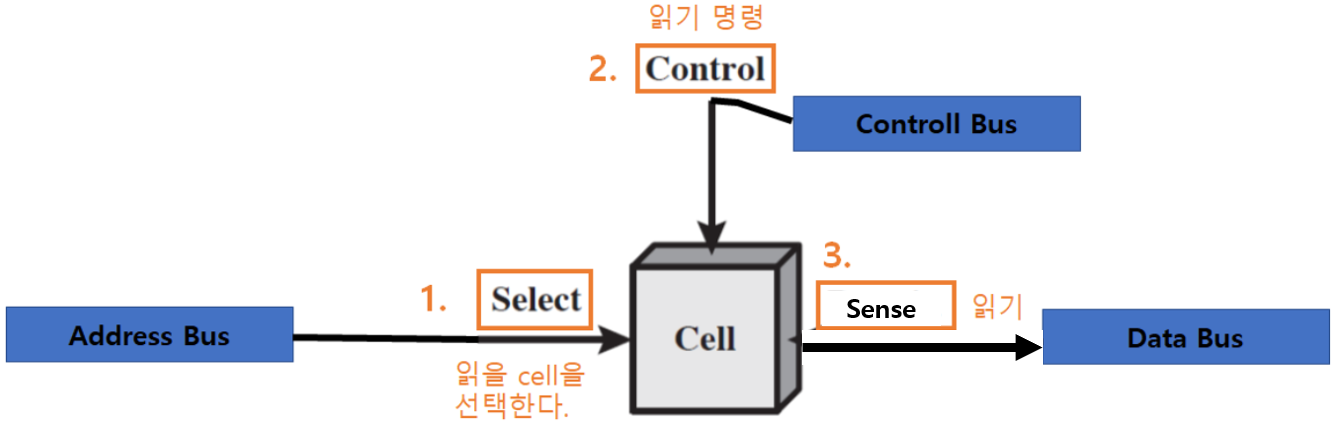 읽기 명령
2. Control
Controll Bus
3.
1. Select
Sense 읽기
Address Bus
Cell
Data Bus
읽을 cell을
선택한다.